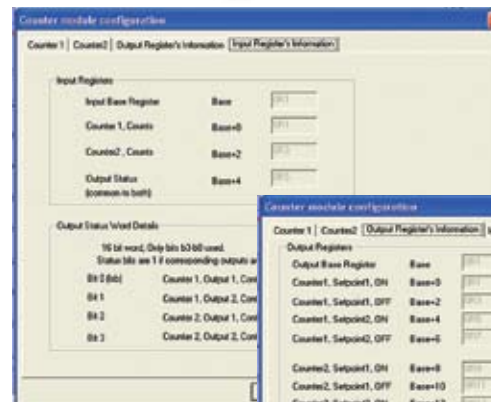 Counter module configuration
Counter 1 | Counter2 | Output Register's Information | Input Register's Information
Input Registers
Input Base Register Base
Counter 1, Counts Base+0
Counter2, Counts Base+2
Output Status Base+4
(common to both)
Output Status Word Details
16 bit word, Only bits b3-b0 used.
Status bits are 1 if corresponding outputs
Bit 0 (lsb) Counter 1, Output 1,
Bit 1 Counter 1, Output 2,
Bit 2 Counter 2, Output 1,
Bit 3 Counter 2, Output 2,
Counter module configuration
Counter 1 | Counter2 | Output Register's Information
Output Registers
Output Base Register Base
Counter1, Setpoint1, ON Base+0
Counter1, Setpoint1, OFF Base+2
Counter1, Setpoint2, ON Base+4
Counter1, Setpoint2, OFF Base+6
Counter2, Setpoint1, ON Base+8
Counter2, Setpoint1, OFF Base+10